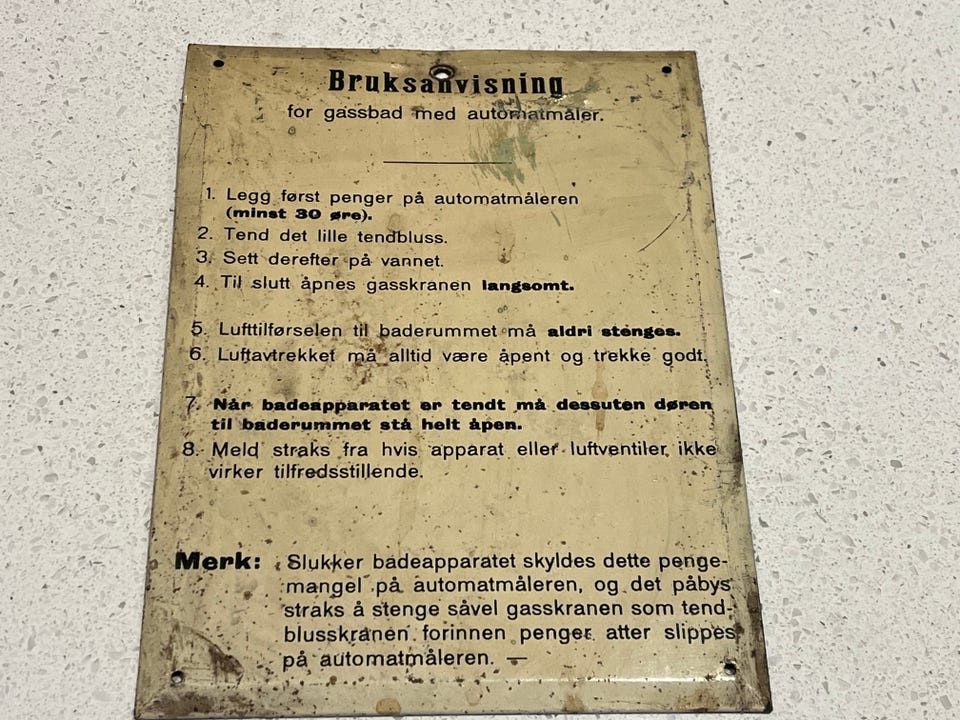 Bruksanvisning
for gassbad med automatmåler.
1. Legg først penger på automatmåleren
(minst 30 øre).
2. Tend det lille tendbluss.
3. Sett derefter på vannet.
4. Til slutt åpnes gasskranen langsomt.
5. Lufttilførselen til baderummet må aldri stenges.
6. Luftavtrekket må alltid være åpent og trekke godt.
7. Når badeapparatet er tendt må dessuten døren
til baderummet stå helt åpen.
8. Meld straks fra hvis apparat eller luftventiler ikke
virker tilfredsstillende.
Merk: Slukker badeapparatet skyldes dette penge-
mangel på automatmåleren, og det påbys
straks å stenge såvel gasskranen som tend-
blusskranen forinnen penger atter slippes
på automatmåleren. —